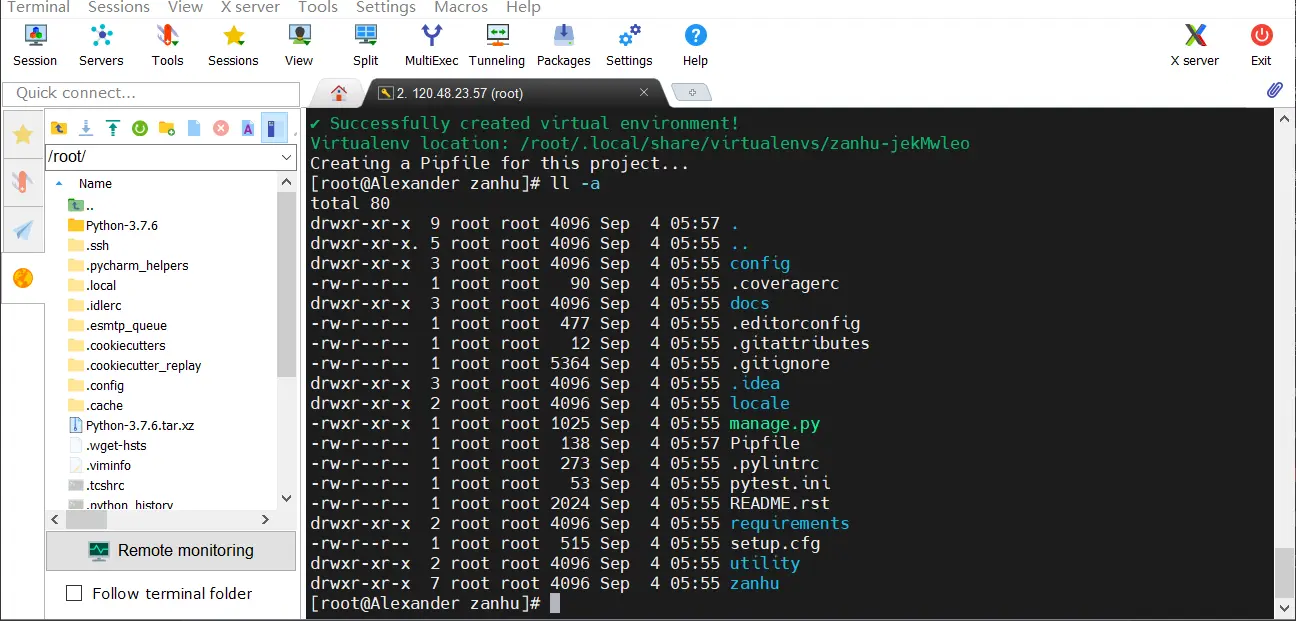 Terminal Sessions View X server Tools Settings Macros Help
Session Servers Tools Sessions View Split MultiExec Tunneling Packages Settings Help X server Exit
Quick connect...
2. 120.48.23.57 (root)
/root/
Name
..
Python-3.7.6
.ssh
.pycharm_helpers
.local
.idlerc
.esmtp_queue
.cookiecutters
.cookiecutter_replay
.config
.cache
Python-3.7.6.tar.xz
.wget-hsts
.viminfo
.tcshrc
.python_history
Remote monitoring
Follow terminal folder
✔ Successfully created virtual environment!
Virtualenv location: /root/.local/share/virtualenvs/zanhu-jekMwleo
Creating a Pipfile for this project...
[root@Alexander zanhu]# ll -a
total 80
drwxr-xr-x  9 root root 4096 Sep  4 05:57 .
drwxr-xr-x. 5 root root 4096 Sep  4 05:55 ..
drwxr-xr-x  3 root root 4096 Sep  4 05:55 config
-rw-r--r--  1 root root   90 Sep  4 05:55 .coveragerc
drwxr-xr-x  3 root root 4096 Sep  4 05:55 docs
-rw-r--r--  1 root root  477 Sep  4 05:55 .editorconfig
-rw-r--r--  1 root root   12 Sep  4 05:55 .gitattributes
-rw-r--r--  1 root root 5364 Sep  4 05:55 .gitignore
drwxr-xr-x  3 root root 4096 Sep  4 05:55 .idea
drwxr-xr-x  2 root root 4096 Sep  4 05:55 locale
-rwxr-xr-x  1 root root 1025 Sep  4 05:55 manage.py
-rw-r--r--  1 root root  138 Sep  4 05:57 Pipfile
-rw-r--r--  1 root root  273 Sep  4 05:55 .pylintrc
-rw-r--r--  1 root root   53 Sep  4 05:55 pytest.ini
-rw-r--r--  1 root root 2024 Sep  4 05:55 README.rst
drwxr-xr-x  2 root root 4096 Sep  4 05:55 requirements
-rw-r--r--  1 root root  515 Sep  4 05:55 setup.cfg
drwxr-xr-x  2 root root 4096 Sep  4 05:55 utility
drwxr-xr-x  7 root root 4096 Sep  4 05:55 zanhu
[root@Alexander zanhu]#